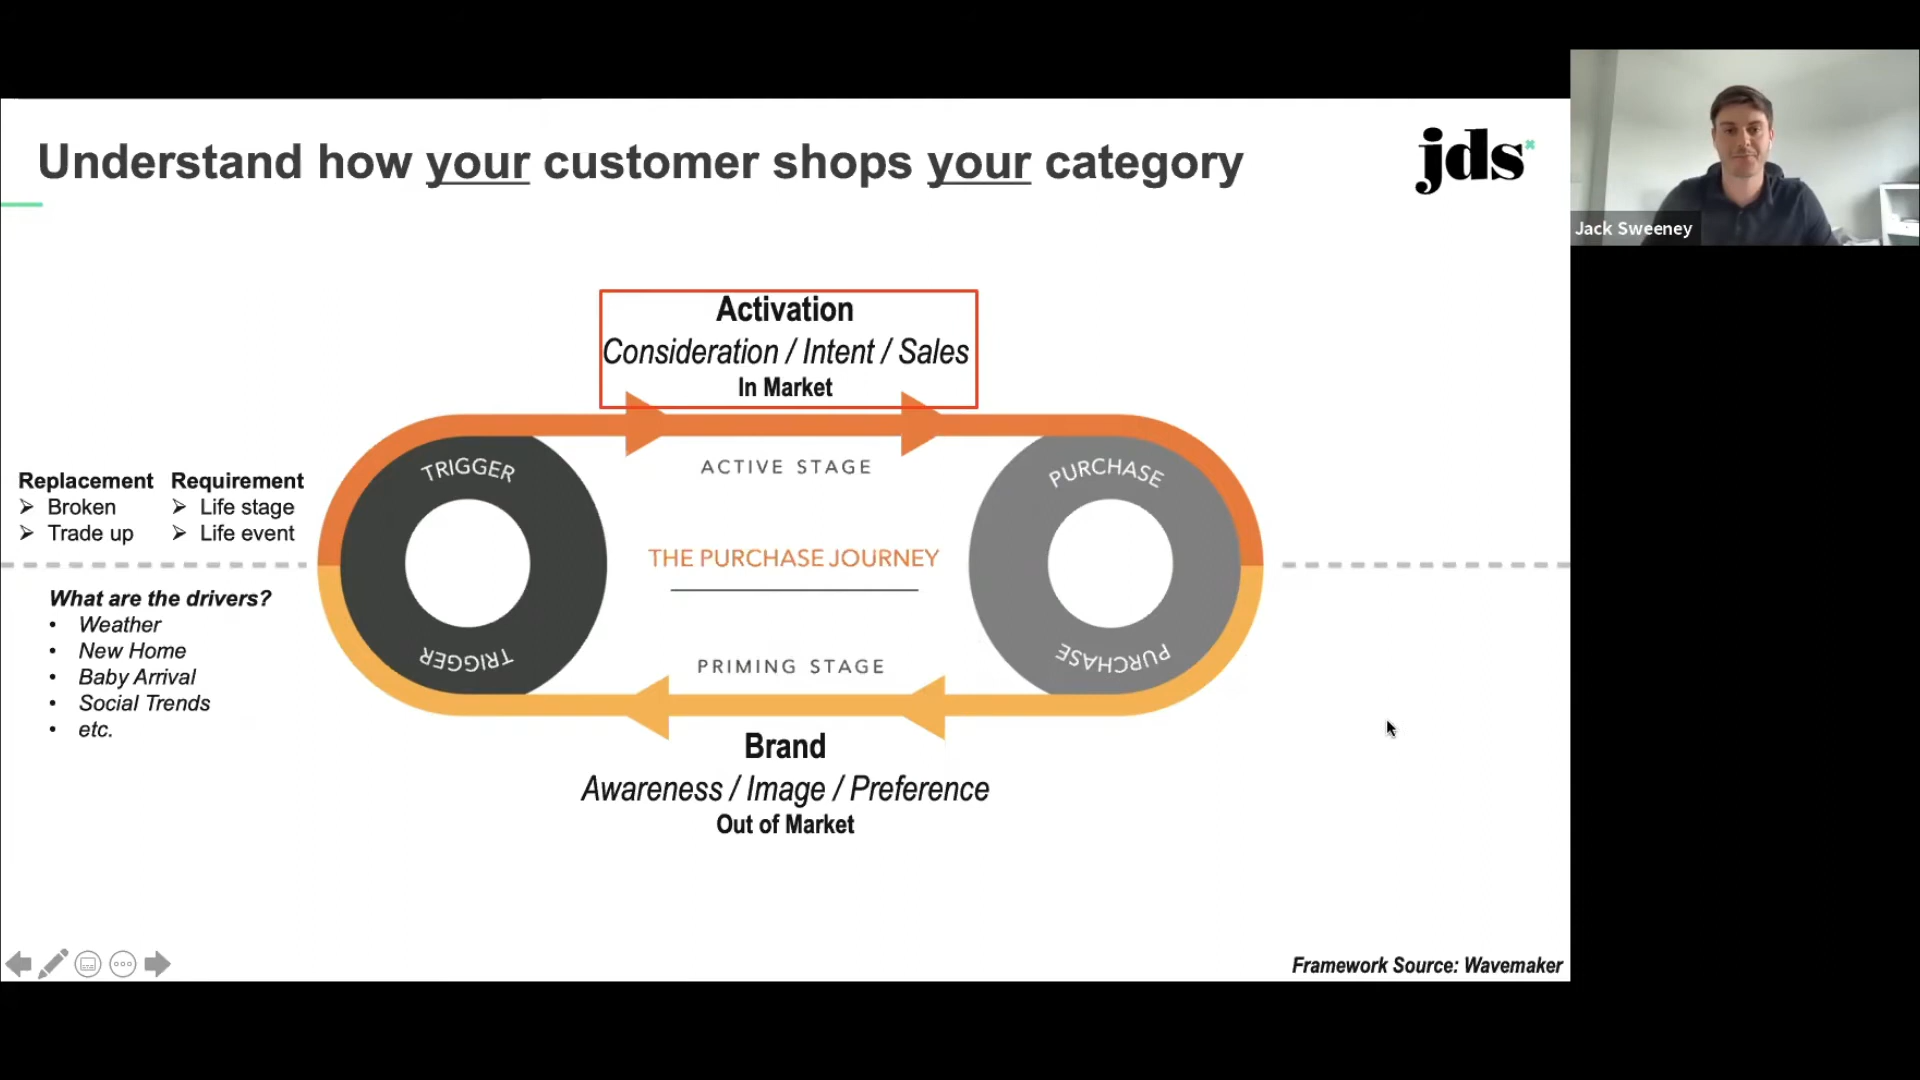 Understand how your customer shops your category
jds
Jack Sweeney
Activation
Consideration / Intent / Sales
In Market
TRIGGER
ACTIVE STAGE
PURCHASE
Replacement
Broken
Trade up
Requirement
Life stage
Life event
THE PURCHASE JOURNEY
What are the drivers?
• Weather
• New Home
• Baby Arrival
• Social Trends
• etc.
TRIGGER
PRIMING STAGE
PURCHASE
Brand
Awareness / Image / Preference
Out of Market
Framework Source: Wavemaker